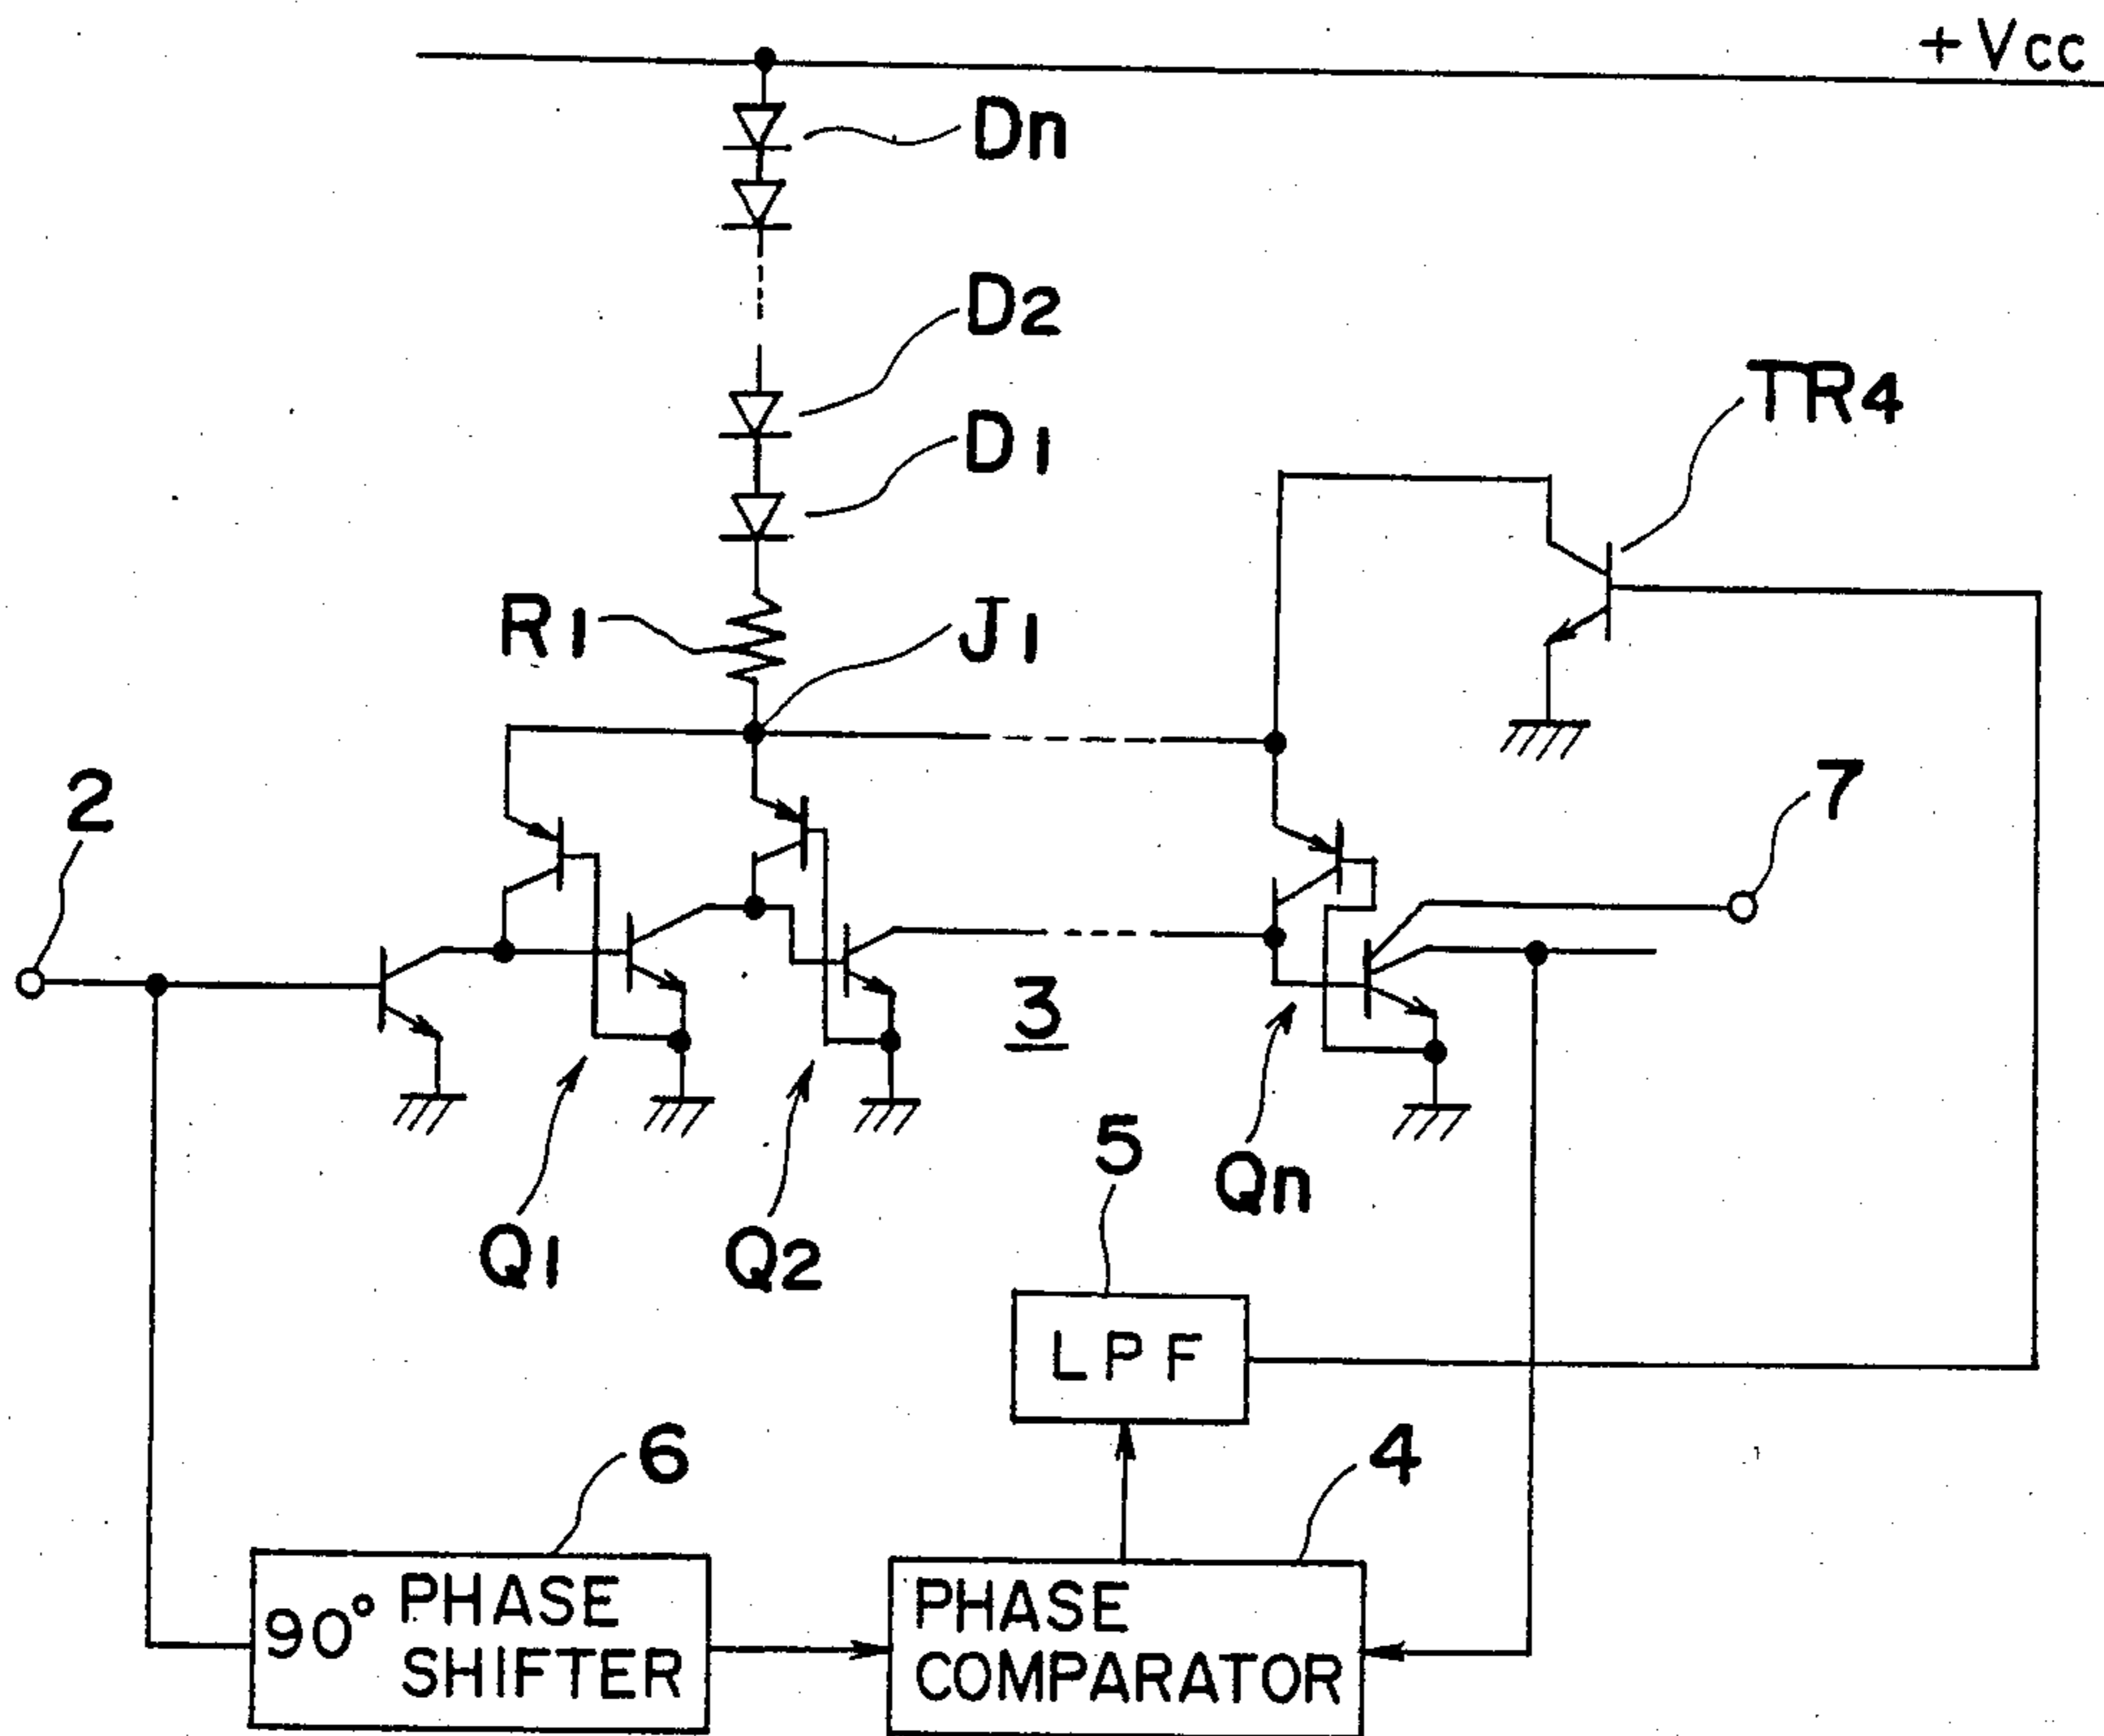 +Vcc
Dn
D2
D1
TR4
R1
J1
2
7
3
5
Qn
Q1
Q2
LPF
6
4
90° PHASE
SHIFTER
PHASE
COMPARATOR